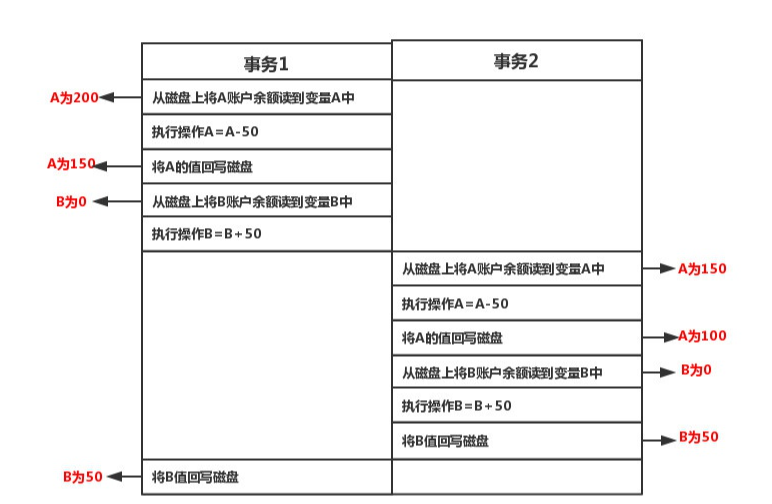 事务1
事务2
A为200
从磁盘上将A账户余额读到变量A中
执行操作A=A-50
A为150
将A的值回写磁盘
B为0
从磁盘上将B账户余额读到变量B中
执行操作B=B+50
从磁盘上将A账户余额读到变量A中
A为150
执行操作A=A-50
将A的值回写磁盘
A为100
从磁盘上将B账户余额读到变量B中
B为0
执行操作B=B+50
将B值回写磁盘
B为50
B为50
将B值回写磁盘